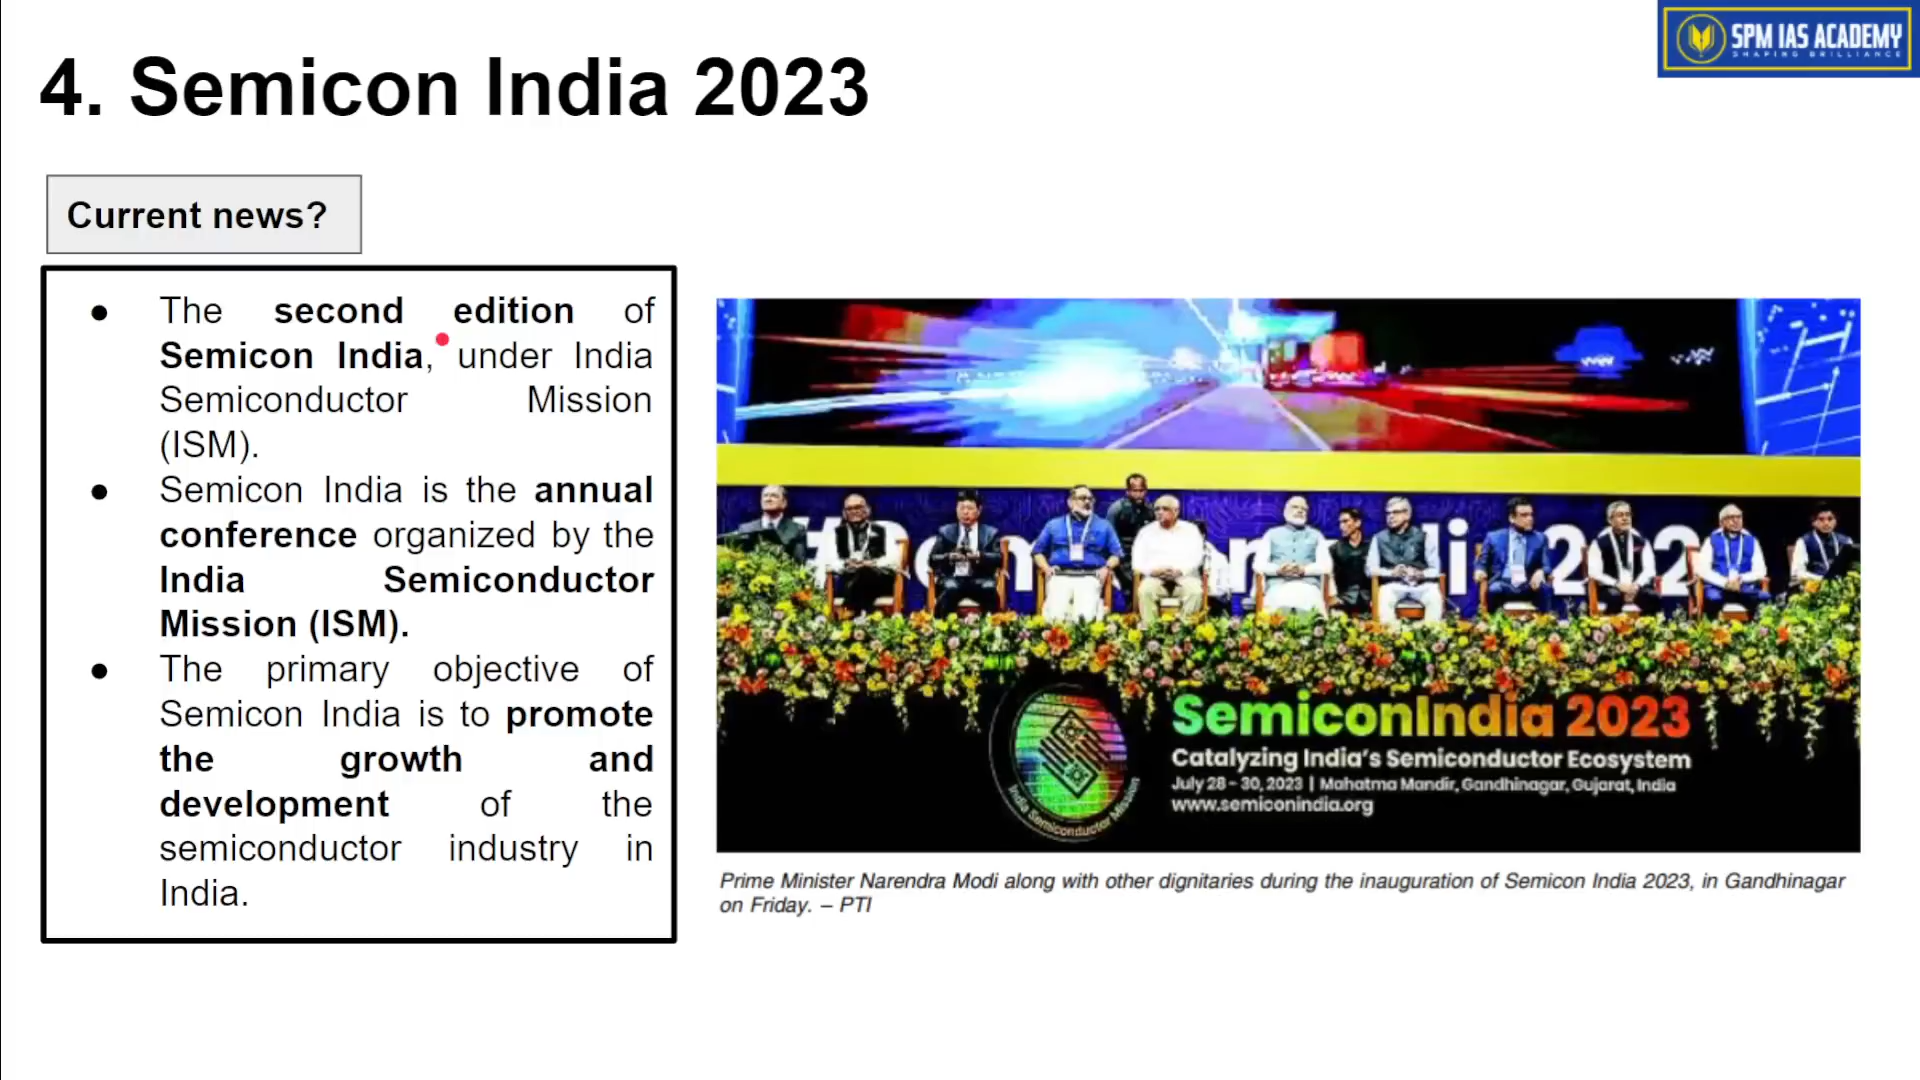 4. Semicon India 2023
SPM IAS ACADEMY
SHAPING BRILLIANCE
Current news?
● The second edition of
Semicon India, under India
Semiconductor Mission
(ISM).
● Semicon India is the annual
conference organized by the
India Semiconductor
Mission (ISM).
● The primary objective of
Semicon India is to promote
the growth and
development of the
semiconductor industry in
India.
SemiconIndia 2023
Catalyzing India's Semiconductor Ecosystem
July 28 - 30, 2023 | Mahatma Mandir, Gandhinagar, Gujarat, India
www.semiconindia.org
India Semiconductor Mission
Prime Minister Narendra Modi along with other dignitaries during the inauguration of Semicon India 2023, in Gandhinagar
on Friday. – PTI